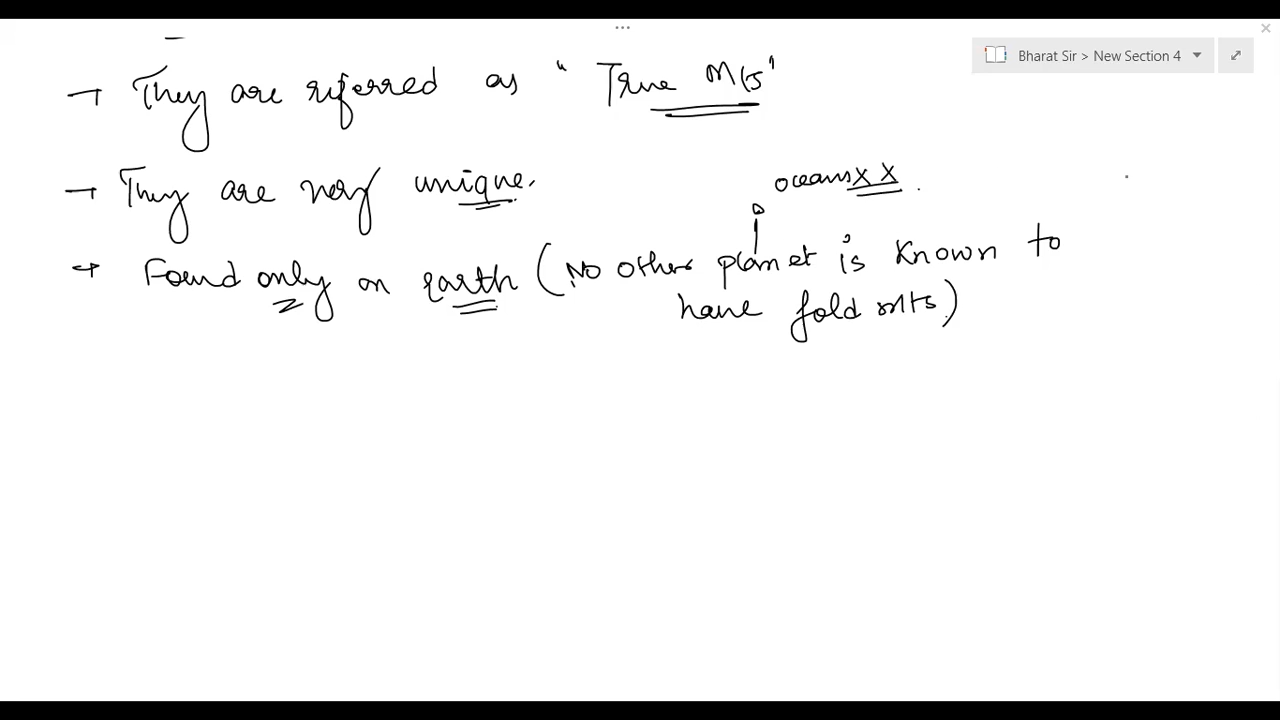 Bharat Sir > New Section 4
→ They are referred as "True Mts"
→ They are very unique.
oceans x x
→ Found only on earth (No other planet is known to
have fold mts)